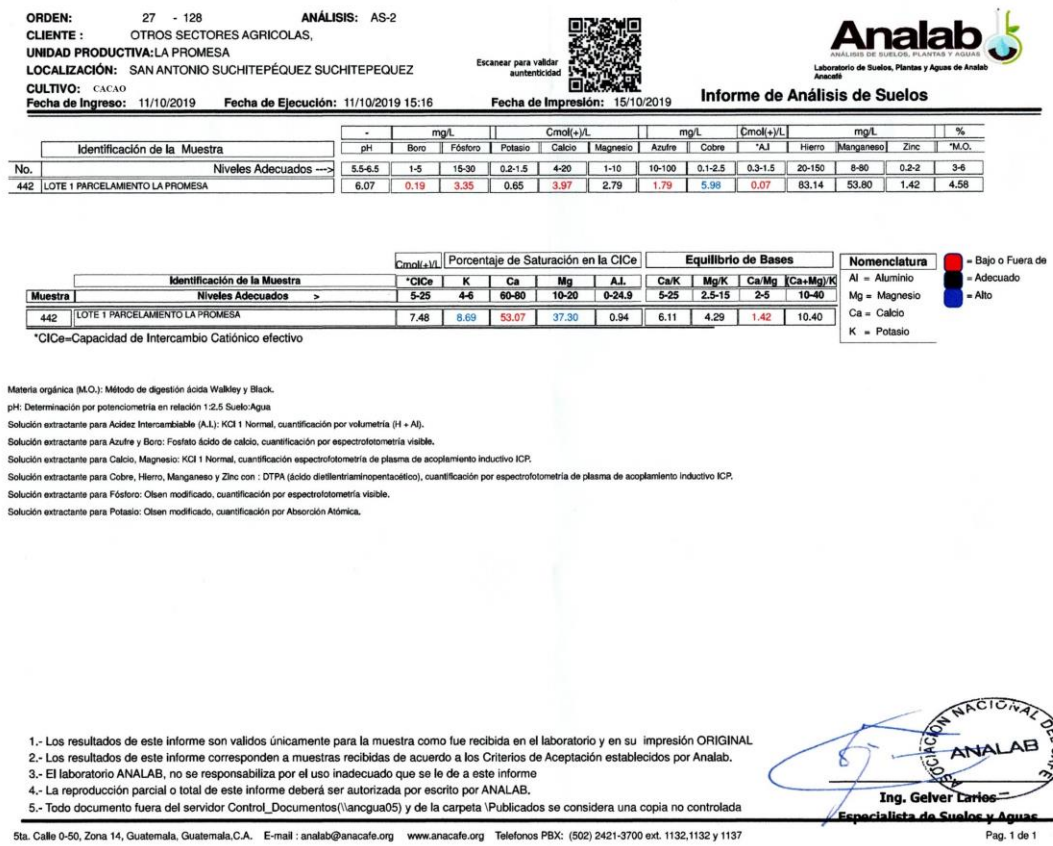 ORDEN: 27 - 128 ANÁLISIS: AS-2
CLIENTE : OTROS SECTORES AGRICOLAS,
UNIDAD PRODUCTIVA:LA PROMESA
LOCALIZACIÓN: SAN ANTONIO SUCHITEPÉQUEZ SUCHITEPEQUEZ
CULTIVO: CACAO
Fecha de Ingreso: 11/10/2019 Fecha de Ejecución: 11/10/2019 15:16 Fecha de Impresión: 15/10/2019
Escanear para validar
auntenticidad
Analab
ANÁLISIS DE SUELOS, PLANTAS Y AGUAS
Laboratorio de Suelos, Plantas y Aguas de Analab
Anacafé
Informe de Análisis de Suelos
- mg/L Cmol(+)/L mg/L Cmol(+)/L mg/L %
Identificación de la Muestra pH Boro Fósforo Potasio Calcio Magnesio Azufre Cobre *A.I Hierro Manganeso Zinc *M.O.
No. Niveles Adecuados ---> 5.5-6.5 1-5 15-30 0.2-1.5 4-20 1-10 10-100 0.1-2.5 0.3-1.5 20-150 8-80 0.2-2 3-6
442 LOTE 1 PARCELAMIENTO LA PROMESA 6.07 0.19 3.35 0.65 3.97 2.79 1.79 5.98 0.07 83.14 53.80 1.42 4.58
Cmol(+)/L Porcentaje de Saturación en la CICe Equilibrio de Bases
Identificación de la Muestra *CICe K Ca Mg A.I. Ca/K Mg/K Ca/Mg (Ca+Mg)/K
Muestra Niveles Adecuados > 5-25 4-6 60-80 10-20 0-24.9 5-25 2.5-15 2-5 10-40
442 LOTE 1 PARCELAMIENTO LA PROMESA 7.48 8.69 53.07 37.30 0.94 6.11 4.29 1.42 10.40
*CICe=Capacidad de Intercambio Catiónico efectivo
Nomenclatura
Al = Aluminio
Mg = Magnesio
Ca = Calcio
K = Potasio
= Bajo o Fuera de
= Adecuado
= Alto
Materia orgánica (M.O.): Método de digestión ácida Walkley y Black.
pH: Determinación por potenciometria en relación 1:2.5 Suelo:Agua
Solución extractante para Acidez Intercambiable (A.I.): KCl 1 Normal, cuantificación por volumetría (H + Al).
Solución extractante para Azufre y Boro: Fosfato ácido de calcio, cuantificación por espectrofotometría visible.
Solución extractante para Calcio, Magnesio: KCl 1 Normal, cuantificación espectrofotometría de plasma de acoplamiento inductivo ICP.
Solución extractante para Cobre, Hierro, Manganeso y Zinc con : DTPA (ácido dietilentriaminopentacético), cuantificación por espectrofotometría de plasma de acoplamiento inductivo ICP.
Solución extractante para Fósforo: Olsen modificado, cuantificación por espectrofotometría visible.
Solución extractante para Potasio: Olsen modificado, cuantificación por Absorción Atómica.
1.- Los resultados de este informe son validos únicamente para la muestra como fue recibida en el laboratorio y en su impresión ORIGINAL
2.- Los resultados de este informe corresponden a muestras recibidas de acuerdo a los Criterios de Aceptación establecidos por Analab.
3.- El laboratorio ANALAB, no se responsabiliza por el uso inadecuado que se le de a este informe
4.- La reproducción parcial o total de este informe deberá ser autorizada por escrito por ANALAB.
5.- Todo documento fuera del servidor Control_Documentos(\\ancgua05) y de la carpeta \Publicados se considera una copia no controlada
ASOCIACION NACIONAL DEL CAFE
ANALAB
Ing. Gelver Larios
Especialista de Suelos y Aguas
5ta. Calle 0-50, Zona 14, Guatemala, Guatemala,C.A. E-mail : analab@anacafe.org www.anacafe.org Telefonos PBX: (502) 2421-3700 ext. 1132,1132 y 1137 Pag. 1 de 1